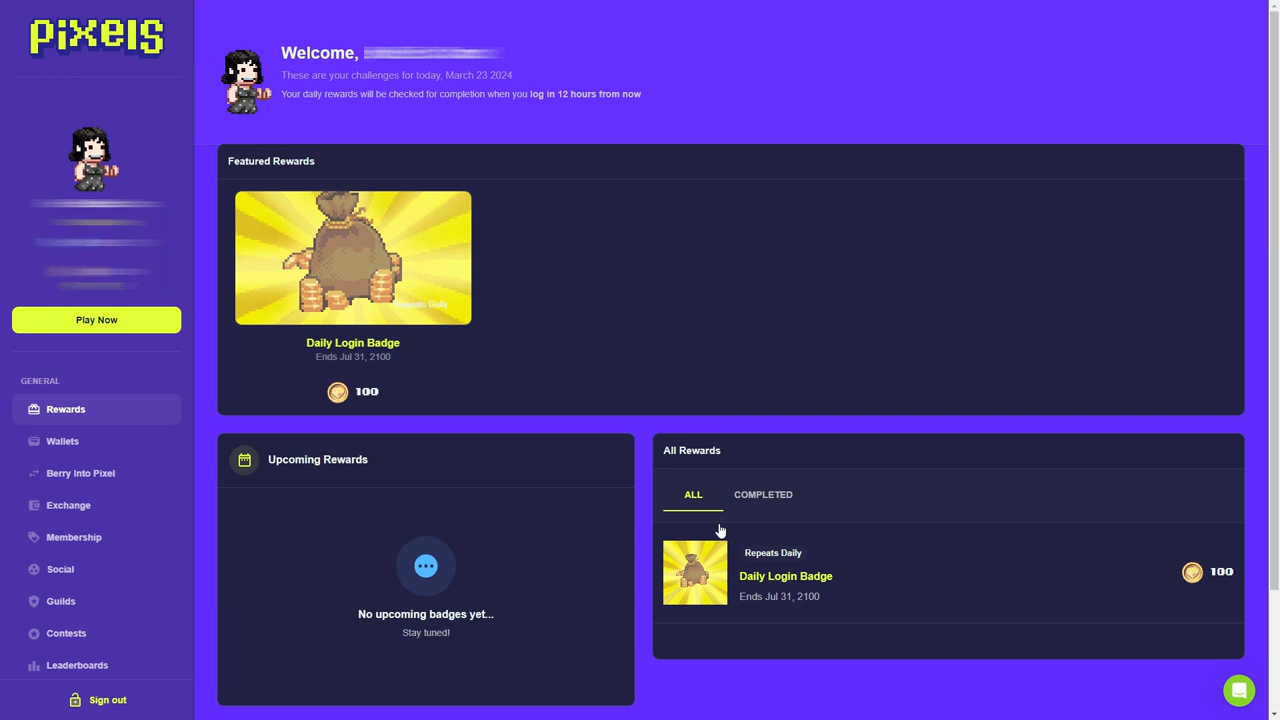 pixels
Welcome,
These are your challenges for today, March 23 2024
Your daily rewards will be checked for completion when you log in 12 hours from now
Play Now
GENERAL
Rewards
Wallets
Berry Into Pixel
Exchange
Membership
Social
Guilds
Contests
Leaderboards
Sign out
Featured Rewards
Repeats Daily
Daily Login Badge
Ends Jul 31, 2100
100
Upcoming Rewards
No upcoming badges yet...
Stay tuned!
All Rewards
ALL COMPLETED
Repeats Daily
Daily Login Badge
Ends Jul 31, 2100
100